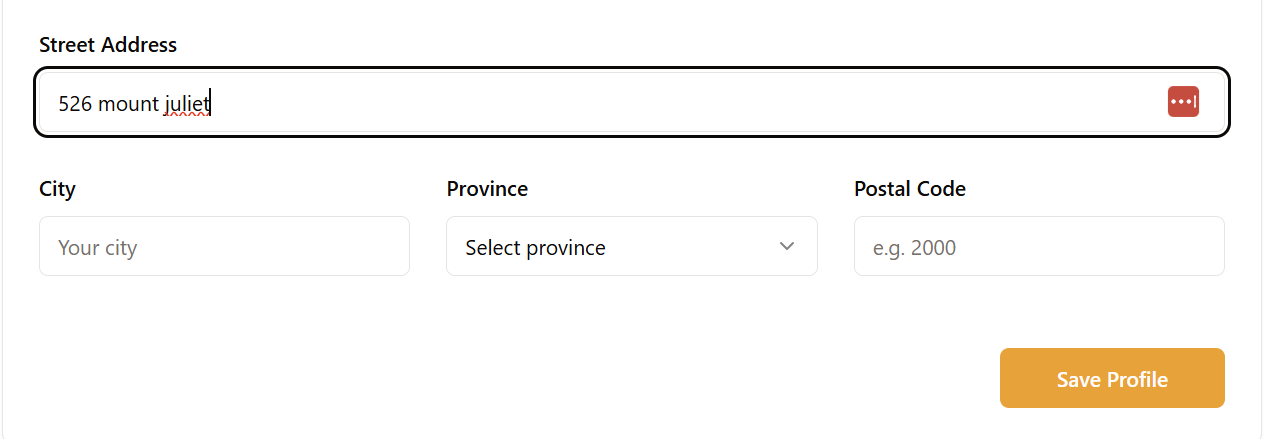 Street Address
526 mount juliet
City
Province
Postal Code
Your city
Select province
e.g. 2000
Save Profile